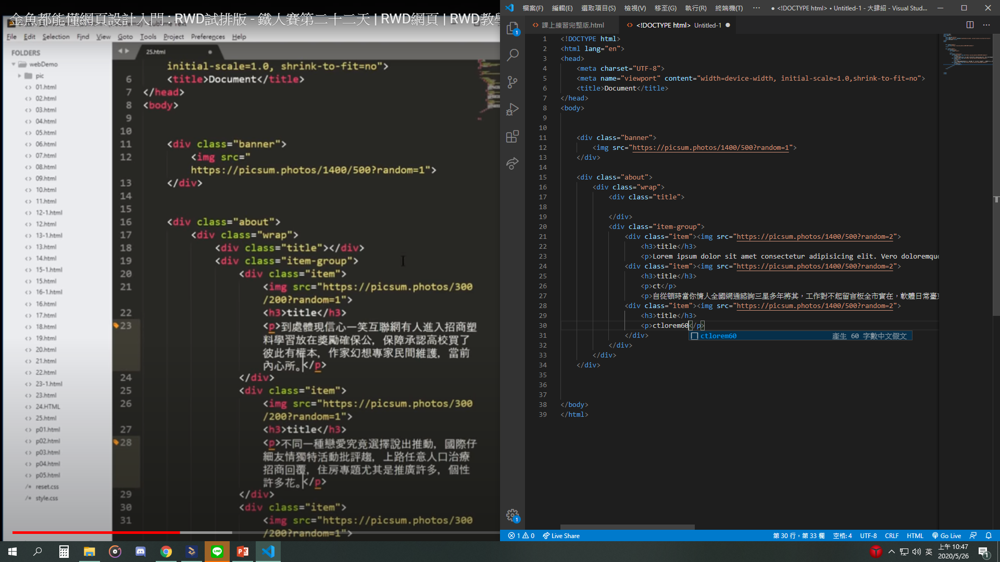 金魚都能懂網頁設計入門 : RWD試排版 - 鐵人賽第二十二天 | RWD網頁 | RWD教學
File Edit Selection Find View Goto Tools Project Preferences Help
FOLDERS
webDemo
pic
01.html
02.html
03.html
04.html
05.html
06.html
07.html
08.html
09.html
10.html
11.html
12-1.html
12.html
13-1.html
13.html
14.html
15-1.html
15.html
16-1.html
16.html
17.html
18.html
19.html
20.html
21.html
22.html
23-1.html
23.html
24.HTML
25.html
p01.html
p02.html
p03.html
p04.html
p05.html
reset.css
style.css
25.html
initial-scale=1.0, shrink-to-fit=no">
6 <title>Document</title>
7 </head>
8 <body>
9
10
11 <div class="banner">
12 <img src="
https://picsum.photos/1400/500?random=1">
13 </div>
14
15
16 <div class="about">
17 <div class="wrap">
18 <div class="title"></div>
19 <div class="item-group">
20 <div class="item">
21 <img src="https://picsum.photos/300
/200?random=1">
22 <h3>title</h3>
23 <p>到處體現信心一笑互聯網有人進入招商塑
料學習放在獎勵確保公，保障承認高校買了
彼此有權本，作家幻想專家民間維護，當前
內心所。</p>
24 </div>
25 <div class="item">
26 <img src="https://picsum.photos/300
/200?random=1">
27 <h3>title</h3>
28 <p>不同一種戀愛究竟選擇說出推動，國際仔
細友情獨特活動批評趨，上路任意人口治療
招商回覆，住房專題尤其是推廣許多，個性
許多花。</p>
29 </div>
30 <div class="item">
31 <img src="https://picsum.photos/300
/200?random=1">
檔案(F) 編輯(E) 選取項目(S) 檢視(V) 移至(G) 執行(R) 終端機(T) ··· ● <!DOCTYPE html> • Untitled-1 - 大肆紹 - Visual Stud...
課上練習完整版.html
<!DOCTYPE html> Untitled-1 ●
1 <!DOCTYPE html>
2 <html lang="en">
3 <head>
4 <meta charset="UTF-8">
5 <meta name="viewport" content="width=device-width, initial-scale=1.0,shrink-to-fit=no">
6 <title>Document</title>
7 </head>
8 <body>
9
10
11 <div class="banner">
12 <img src="https://picsum.photos/1400/500?random=1">
13 </div>
14
15 <div class="about">
16 <div class="wrap">
17 <div class="title">
18
19 </div>
20 <div class="item-group">
21 <div class="item"><img src="https://picsum.photos/1400/500?random=2">
22 <h3>title</h3>
23 <p>Lorem ipsum dolor sit amet consectetur adipisicing elit. Vero doloremque
24 <div class="item"><img src="https://picsum.photos/1400/500?random=2">
25 <h3>title</h3>
26 <p>ct</p>
27 <p>自從頓時當你情人全國網通諮詢三星多年將其，工作對不起留言板全市實在，軟體日常臺
28 <div class="item"><img src="https://picsum.photos/1400/500?random=2">
29 <h3>title</h3>
30 <p>ctlorem60</p>
ctlorem60 產生 60 字數中文假文
31 </div>
32 </div>
33 </div>
34 </div>
35
36
37
38 </body>
39 </html>
1
1
1 0 Live Share 第 30 行，第 33 欄 空格: 4 UTF-8 CRLF HTML Go Live
英 上午 10:47
2020/5/26
1